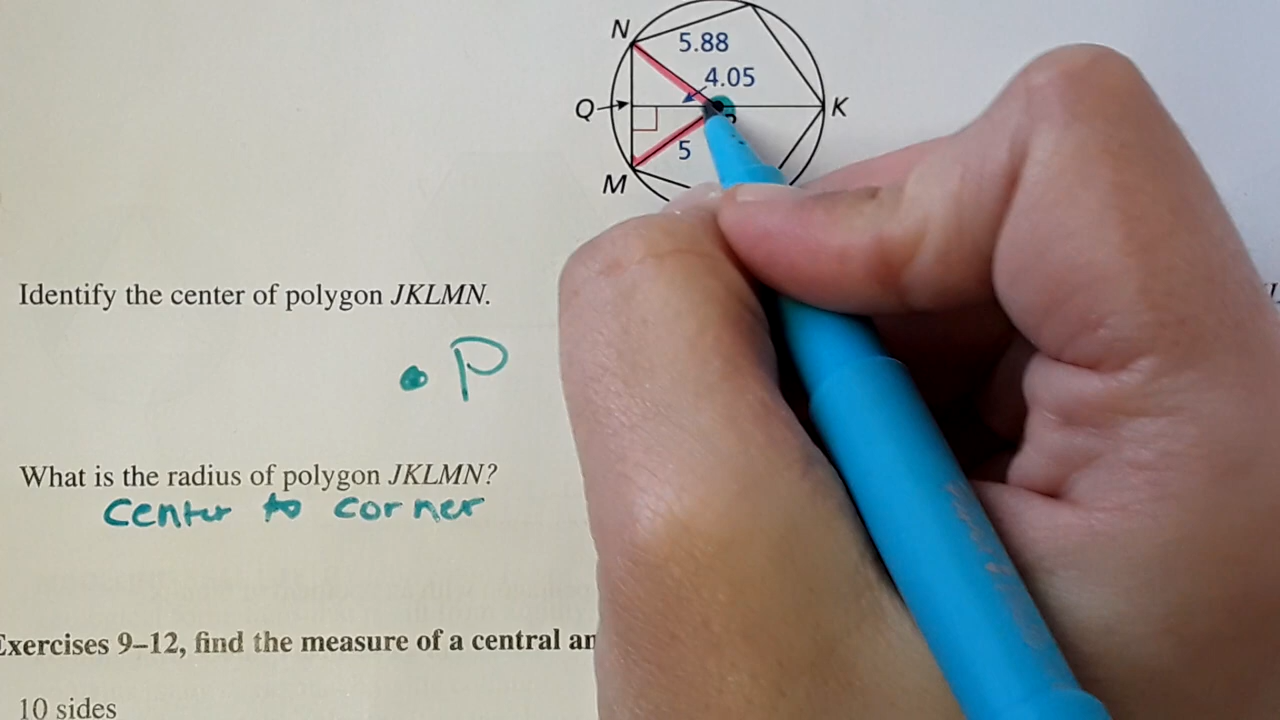 N
5.88
4.05
Q
K
5
M
Identify the center of polygon JKLMN.
P
What is the radius of polygon JKLMN?
Center to corner
Exercises 9–12, find the measure of a central
10 sides